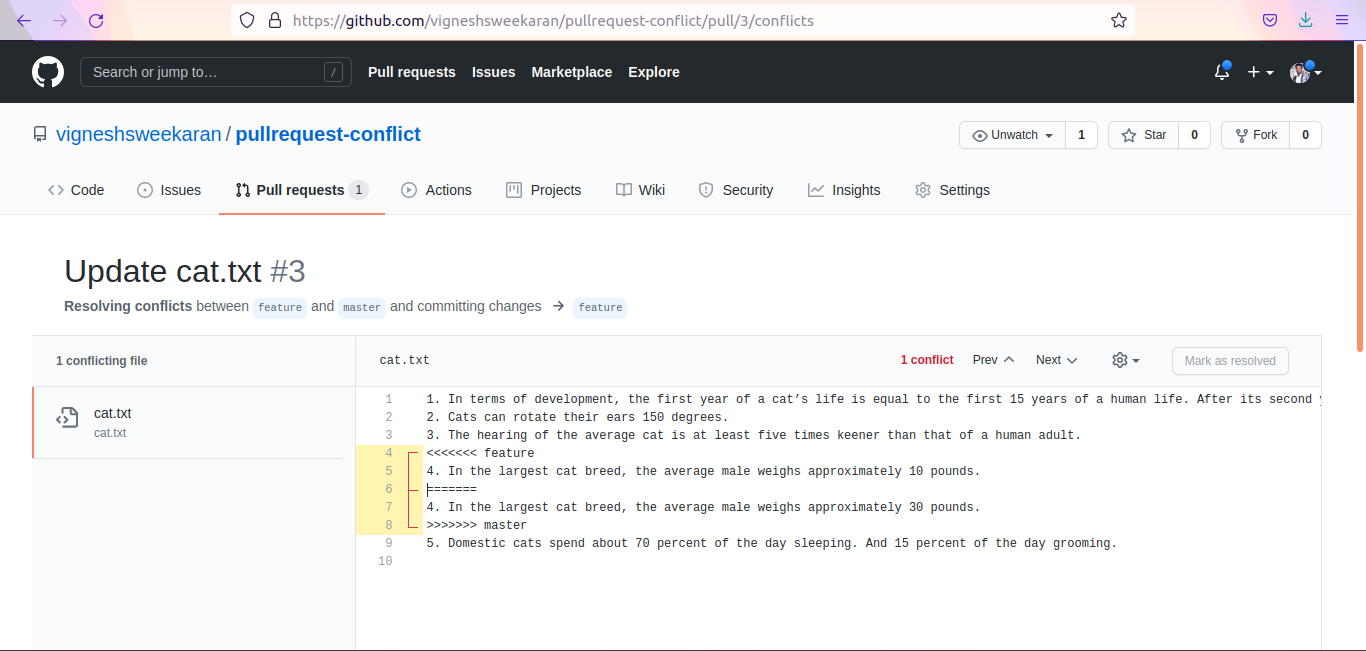 https://github.com/vigneshsweekaran/pullrequest-conflict/pull/3/conflicts
Search or jump to… / Pull requests Issues Marketplace Explore
vigneshsweekaran / pullrequest-conflict Unwatch 1 Star 0 Fork 0
Code Issues Pull requests 1 Actions Projects Wiki Security Insights Settings
Update cat.txt #3
Resolving conflicts between feature and master and committing changes → feature
1 conflicting file
cat.txt
cat.txt
cat.txt 1 conflict Prev Next Mark as resolved
1 1. In terms of development, the first year of a cat’s life is equal to the first 15 years of a human life. After its second
2 2. Cats can rotate their ears 150 degrees.
3 3. The hearing of the average cat is at least five times keener than that of a human adult.
4 <<<<<<< feature
5 4. In the largest cat breed, the average male weighs approximately 10 pounds.
6 =======
7 4. In the largest cat breed, the average male weighs approximately 30 pounds.
8 >>>>>>> master
9 5. Domestic cats spend about 70 percent of the day sleeping. And 15 percent of the day grooming.
10